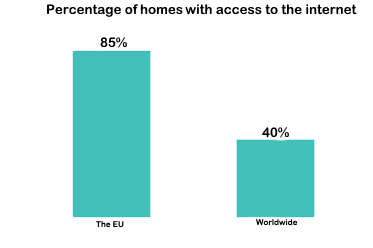 Percentage of homes with access to the internet
85%
40%
The EU
Worldwide